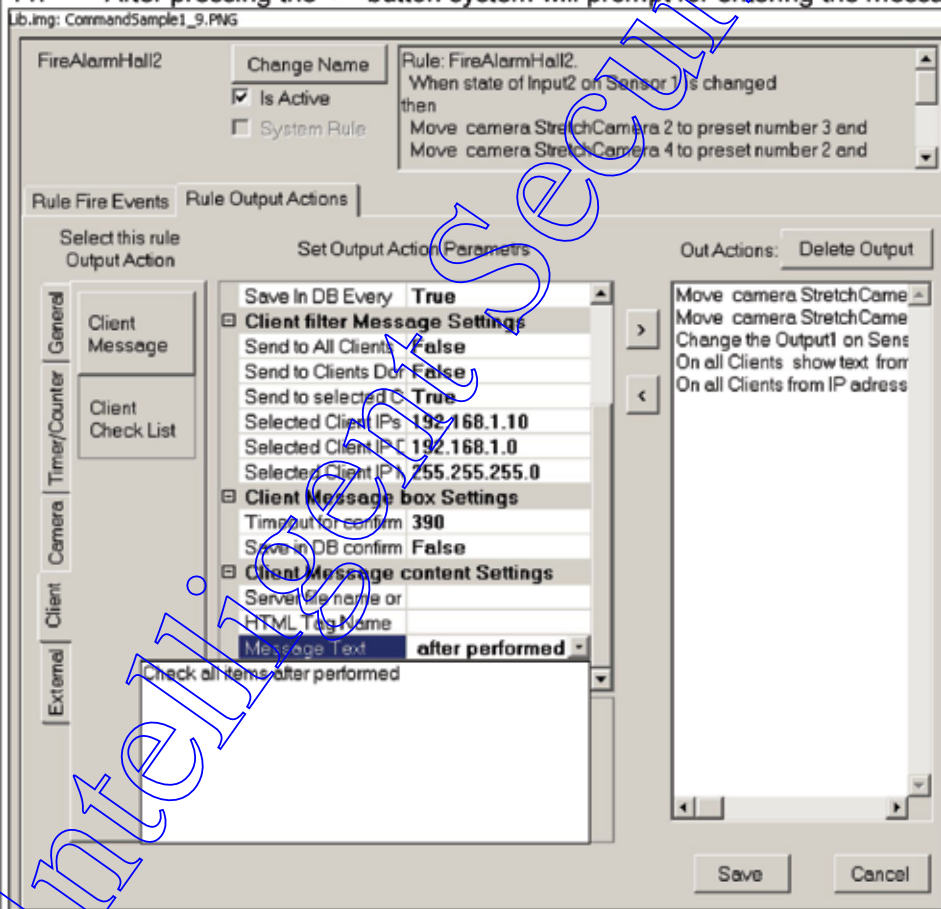 After pressing the button system will prompt for entering the messa
Lib.img: CommandSample1_9.PNG
FireAlarmHall2
Change Name
Is Active
System Rule
Rule: FireAlarmHall2.
When state of Input2 on Sensor 1 is changed
then
Move camera StretchCamera 2 to preset number 3 and
Move camera StretchCamera 4 to preset number 2 and
Rule Fire Events
Rule Output Actions
Select this rule
Output Action
Set Output Action Parametrs
Out Actions:
Delete Output
General
Timer/Counter
Camera
Client
External
Client
Message
Client
Check List
Save In DB Every True
Client filter Message Settings
Send to All Clients False
Send to Clients Dor False
Send to selected C True
Selected Client IPs 192.168.1.10
Selected Client IP D 192.168.1.0
Selected Client IP 255.255.255.0
Client Message box Settings
Timeout for confirm 390
Save in DB confirm False
Client Message content Settings
Server file name or
HTML Tag Name
Message Text after performed
Check all items after performed
>
<
Move camera StretchCame
Move camera StretchCame
Change the Output1 on Sens
On all Clients show text from
On all Clients from IP adress
Save
Cancel
Intelligent Secur